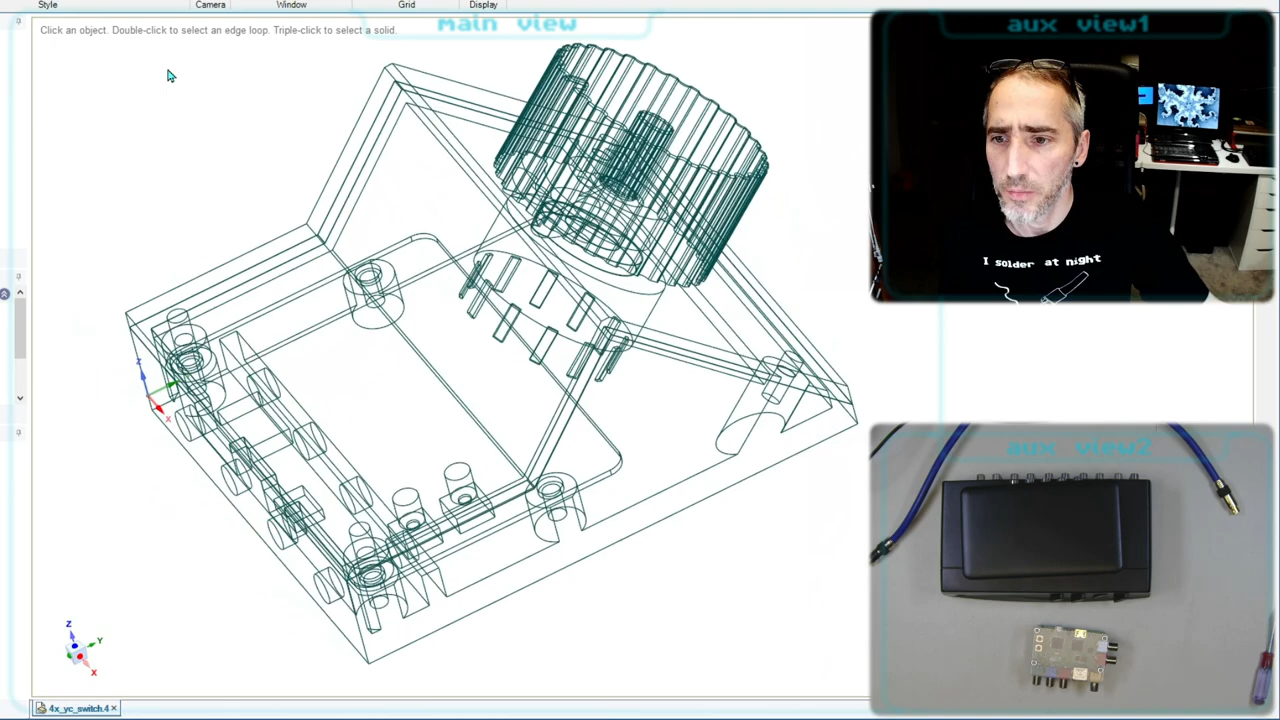 Style Camera Window Grid Display
main view
Click an object. Double-click to select an edge loop. Triple-click to select a solid.
aux view1
I solder at night
Z
X
aux view2
Z
Y
X
4x_yc_switch.4